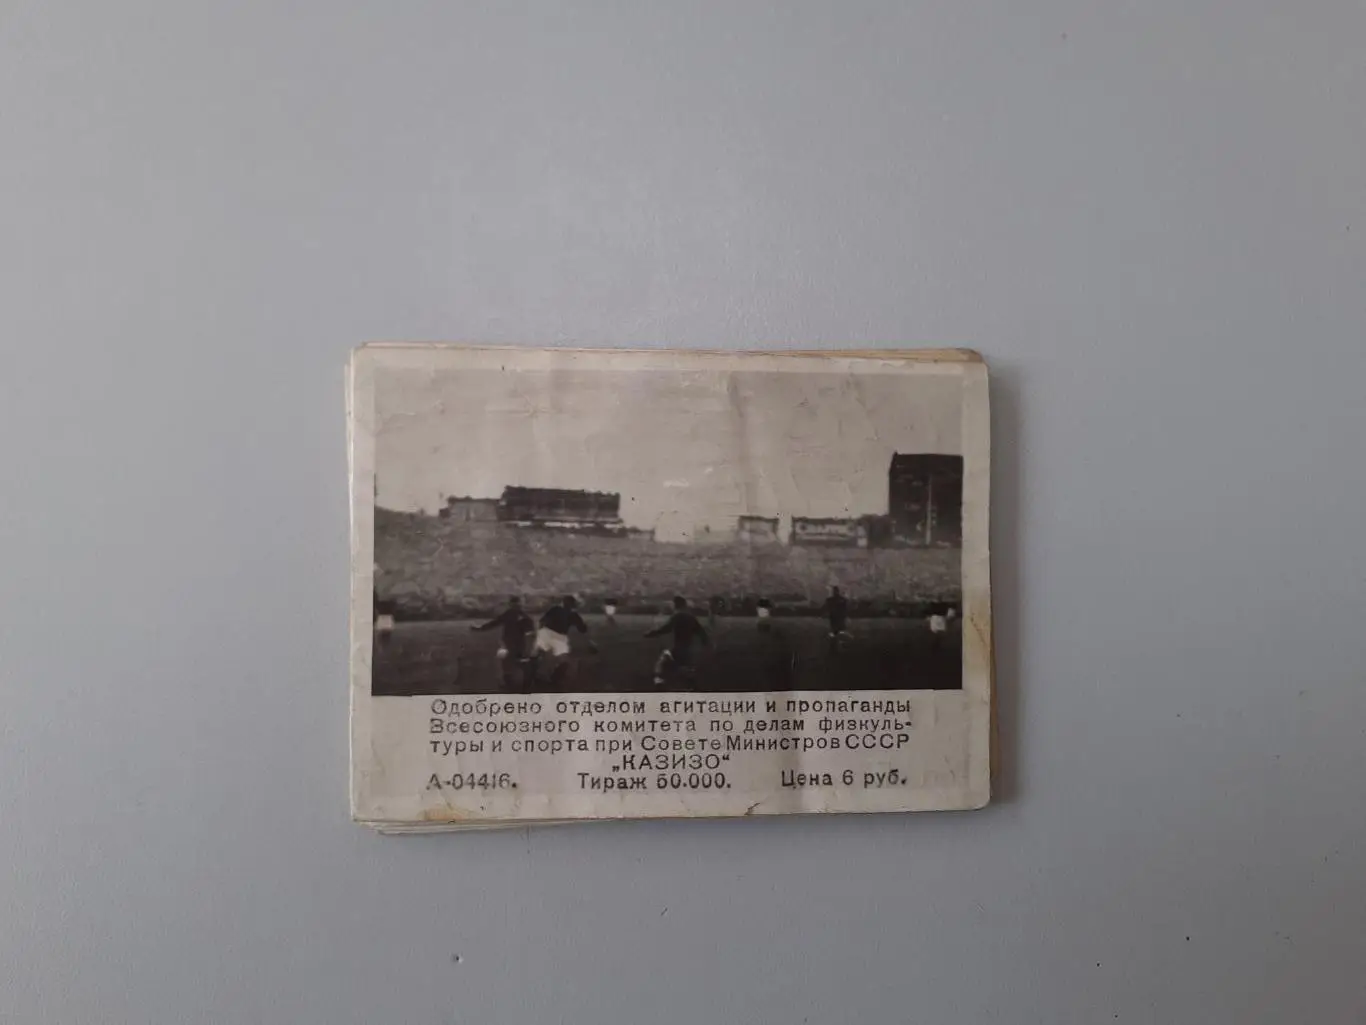 Одобрено отделом агитации и пропаганды
Всесоюзного комитета по делам физкуль-
туры и спорта при Совете Министров СССР
„КАЗИЗО“
А-04416. Тираж 50.000. Цена 6 руб.